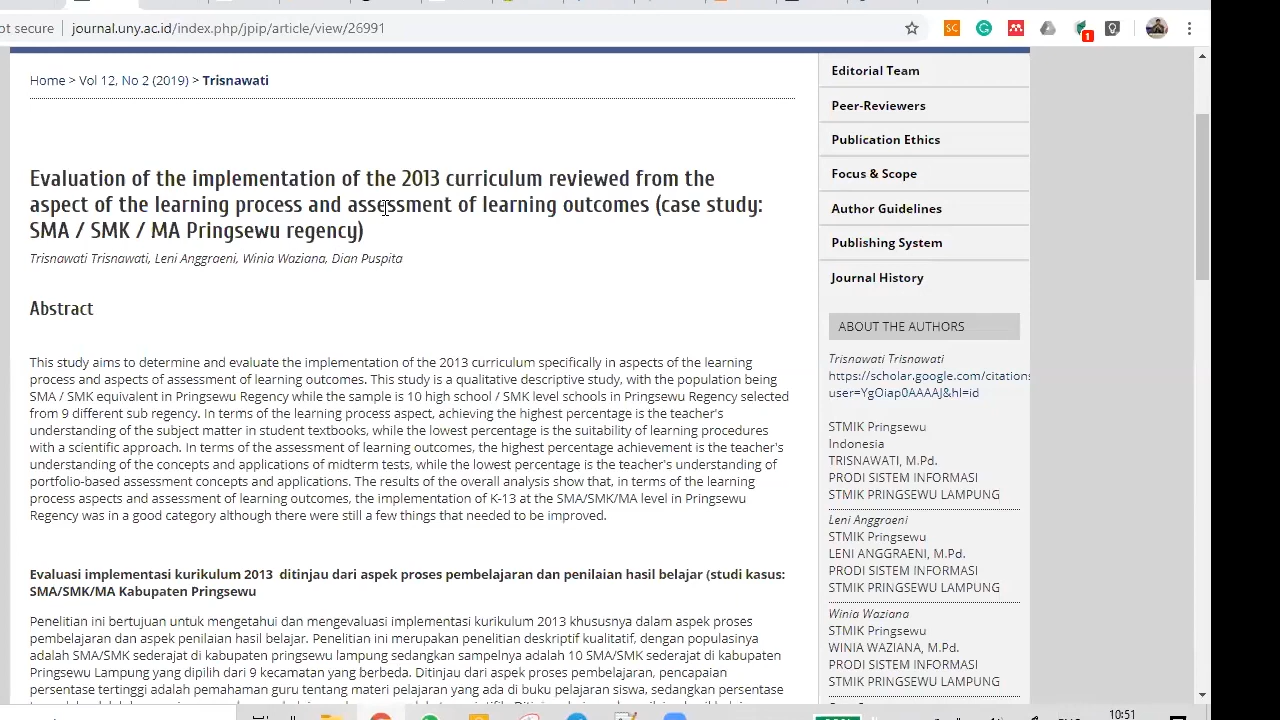 ot secure
journal.uny.ac.id/index.php/jpip/article/view/26991
SC
1
Home > Vol 12, No 2 (2019) > Trisnawati
Evaluation of the implementation of the 2013 curriculum reviewed from the
aspect of the learning process and assessment of learning outcomes (case study:
SMA / SMK / MA Pringsewu regency)
Trisnawati Trisnawati, Leni Anggraeni, Winia Waziana, Dian Puspita
Abstract
This study aims to determine and evaluate the implementation of the 2013 curriculum specifically in aspects of the learning
process and aspects of assessment of learning outcomes. This study is a qualitative descriptive study, with the population being
SMA / SMK equivalent in Pringsewu Regency while the sample is 10 high school / SMK level schools in Pringsewu Regency selected
from 9 different sub regency. In terms of the learning process aspect, achieving the highest percentage is the teacher's
understanding of the subject matter in student textbooks, while the lowest percentage is the suitability of learning procedures
with a scientific approach. In terms of the assessment of learning outcomes, the highest percentage achievement is the teacher's
understanding of the concepts and applications of midterm tests, while the lowest percentage is the teacher's understanding of
portfolio-based assessment concepts and applications. The results of the overall analysis show that, in terms of the learning
process aspects and assessment of learning outcomes, the implementation of K-13 at the SMA/SMK/MA level in Pringsewu
Regency was in a good category although there were still a few things that needed to be improved.
Evaluasi implementasi kurikulum 2013 ditinjau dari aspek proses pembelajaran dan penilaian hasil belajar (studi kasus:
SMA/SMK/MA Kabupaten Pringsewu
Penelitian ini bertujuan untuk mengetahui dan mengevaluasi implementasi kurikulum 2013 khususnya dalam aspek proses
pembelajaran dan aspek penilaian hasil belajar. Penelitian ini merupakan penelitian deskriptif kualitatif, dengan populasinya
adalah SMA/SMK sederajat di kabupaten pringsewu lampung sedangkan sampelnya adalah 10 SMA/SMK sederajat di kabupaten
Pringsewu Lampung yang dipilih dari 9 kecamatan yang berbeda. Ditinjau dari aspek proses pembelajaran, pencapaian
persentase tertinggi adalah pemahaman guru tentang materi pelajaran yang ada di buku pelajaran siswa, sedangkan persentase
Editorial Team
Peer-Reviewers
Publication Ethics
Focus & Scope
Author Guidelines
Publishing System
Journal History
ABOUT THE AUTHORS
Trisnawati Trisnawati
https://scholar.google.com/citations
user=YgOiap0AAAAJ&hl=id
STMIK Pringsewu
Indonesia
TRISNAWATI, M.Pd.
PRODI SISTEM INFORMASI
STMIK PRINGSEWU LAMPUNG
Leni Anggraeni
STMIK Pringsewu
LENI ANGGRAENI, M.Pd.
PRODI SISTEM INFORMASI
STMIK PRINGSEWU LAMPUNG
Winia Waziana
STMIK Pringsewu
WINIA WAZIANA, M.Pd.
PRODI SISTEM INFORMASI
STMIK PRINGSEWU LAMPUNG
10:51